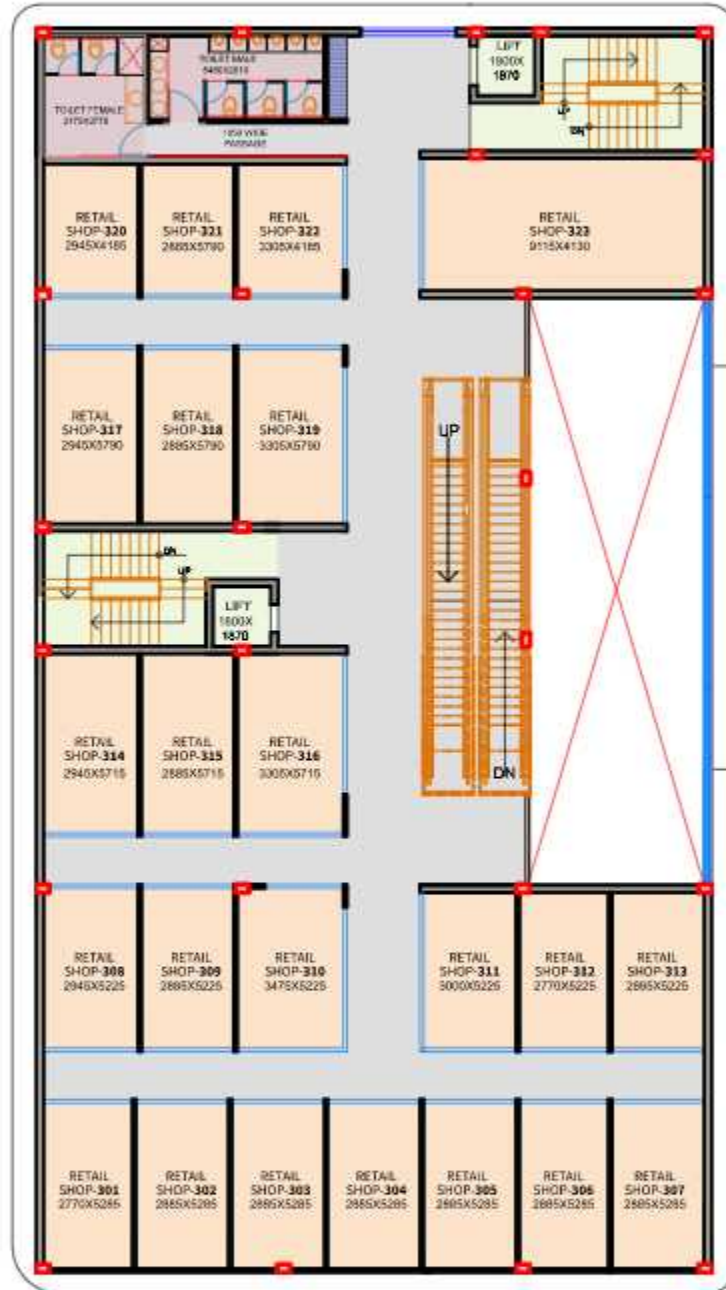 LIFT
1800X
1870
TOILET MALE
TOILET FEMALE
PASSAGE
UP
DN
RETAIL
SHOP-320
2945X4185
RETAIL
SHOP-321
2885X5790
RETAIL
SHOP-322
3305X4185
RETAIL
SHOP-323
9115X4130
RETAIL
SHOP-317
2945X5790
RETAIL
SHOP-318
2885X5790
RETAIL
SHOP-319
3305X5790
UP
DN
UP
LIFT
1800X
1870
RETAIL
SHOP-314
2945X5715
RETAIL
SHOP-315
2885X5715
RETAIL
SHOP-316
3305X5715
DN
RETAIL
SHOP-308
2945X5225
RETAIL
SHOP-309
2885X5225
RETAIL
SHOP-310
3475X5225
RETAIL
SHOP-311
3000X5225
RETAIL
SHOP-312
2770X5225
RETAIL
SHOP-313
2885X5225
RETAIL
SHOP-301
2770X5285
RETAIL
SHOP-302
2885X5285
RETAIL
SHOP-303
2885X5285
RETAIL
SHOP-304
2885X5285
RETAIL
SHOP-305
2885X5285
RETAIL
SHOP-306
2885X5285
RETAIL
SHOP-307
2885X5285